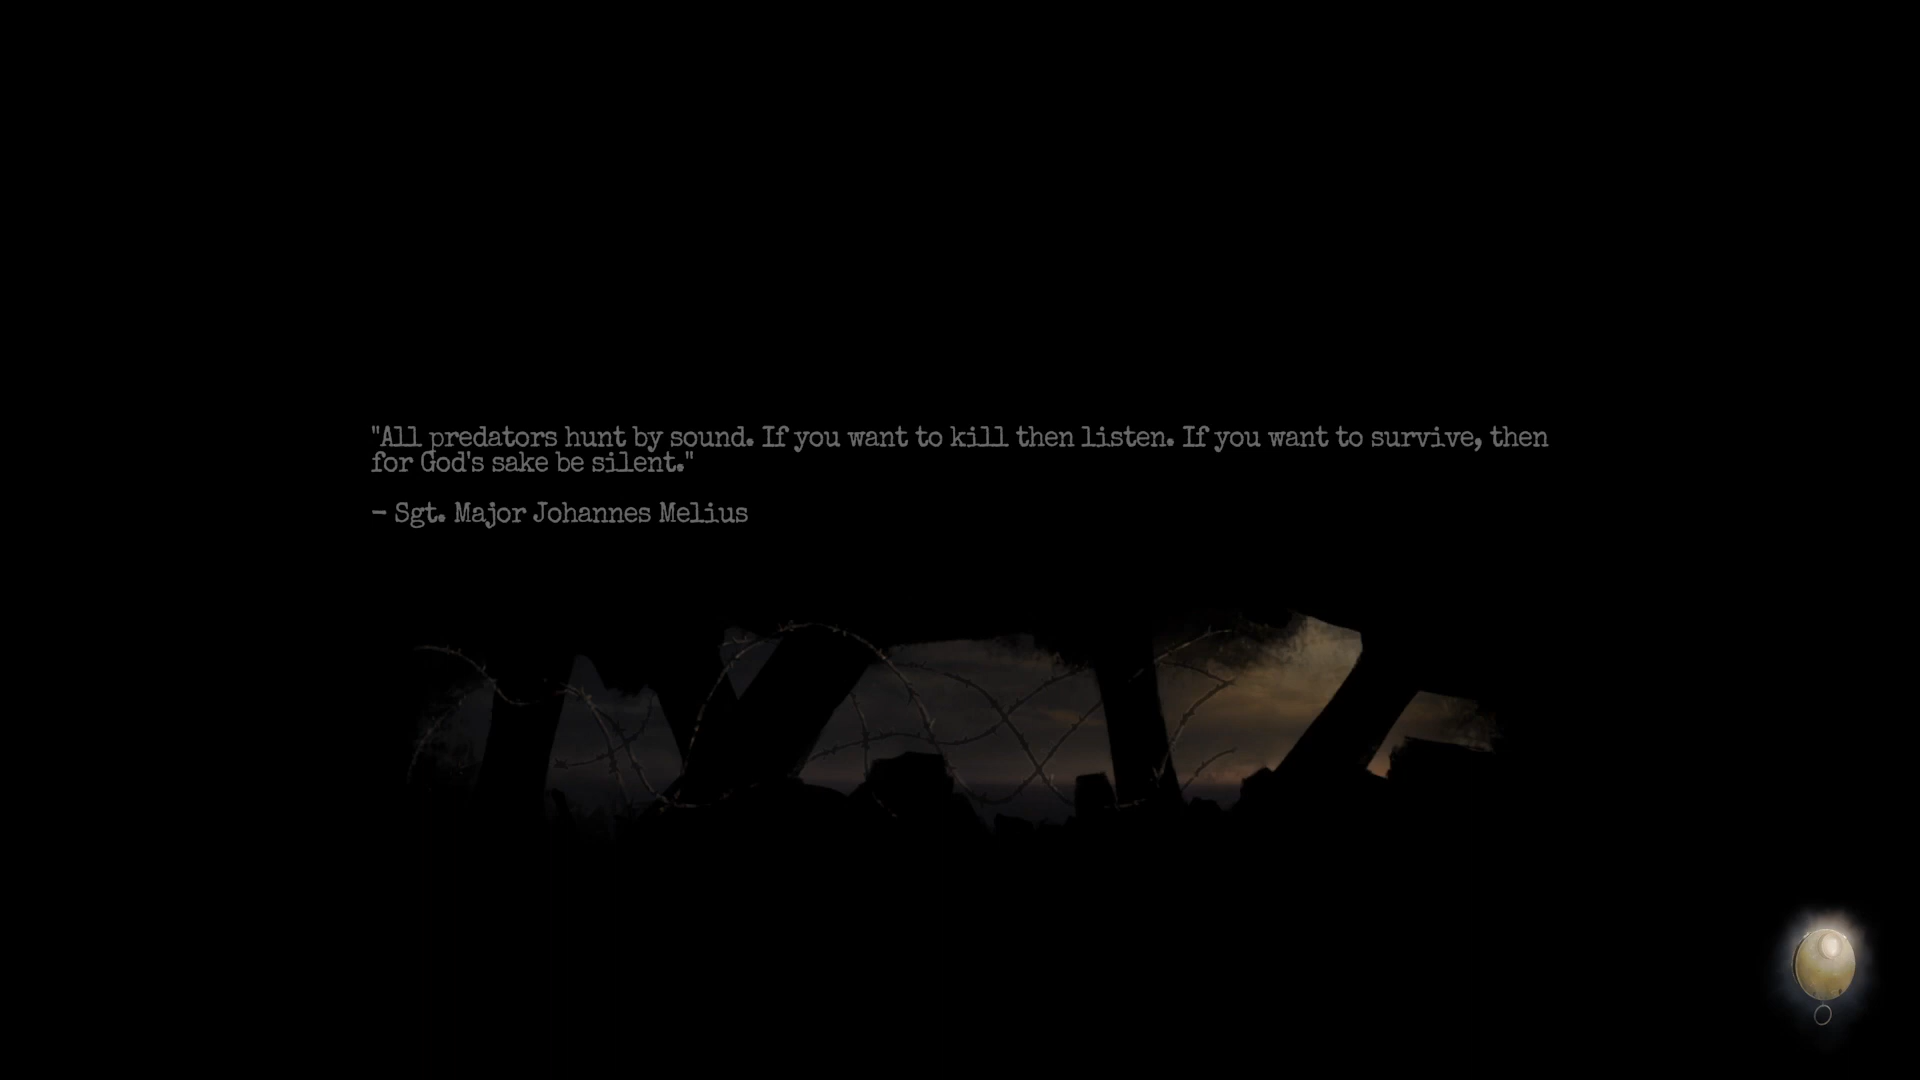 "All predators hunt by sound. If you want to kill then listen. If you want to survive, then
for God's sake be silent."
- Sgt. Major Johannes Melius